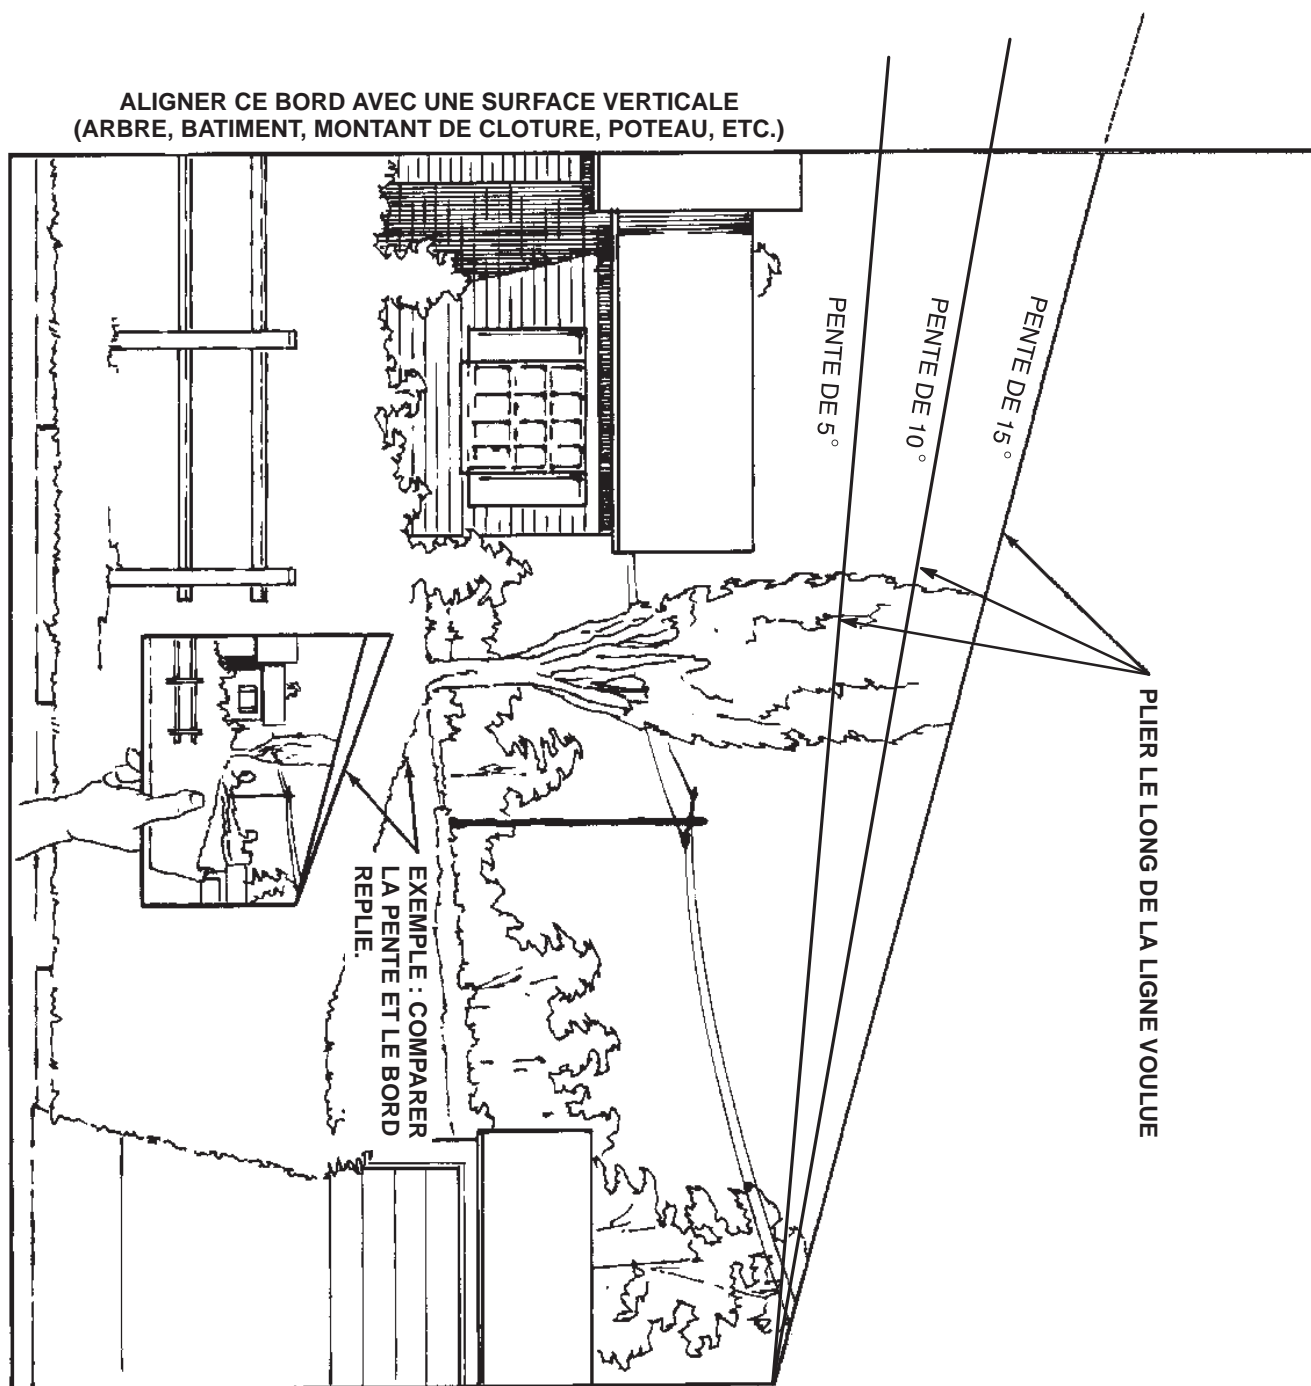 ALIGNER CE BORD AVEC UNE SURFACE VERTICALE
(ARBRE, BATIMENT, MONTANT DE CLOTURE, POTEAU, ETC.)
PENTE DE 5°
PENTE DE 10°
PENTE DE 15°
PLIER LE LONG DE LA LIGNE VOULUE
EXEMPLE : COMPARER
LA PENTE ET LE BORD
REPLIE.